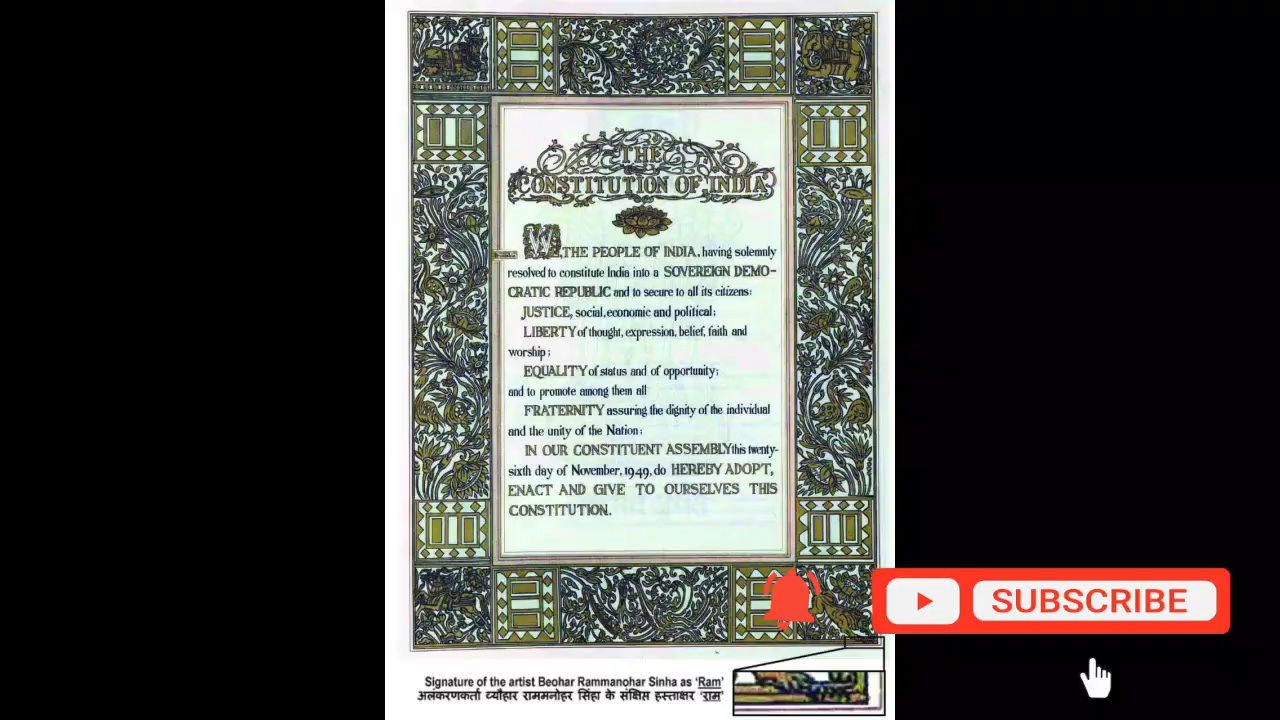 THE
CONSTITUTION OF INDIA
WE, THE PEOPLE OF INDIA, having solemnly
resolved to constitute India into a SOVEREIGN DEMO-
CRATIC REPUBLIC and to secure to all its citizens:
JUSTICE, social, economic and political;
LIBERTY of thought, expression, belief, faith and
worship;
EQUALITY of status and of opportunity;
and to promote among them all
FRATERNITY assuring the dignity of the individual
and the unity of the Nation;
IN OUR CONSTITUENT ASSEMBLY this twenty-
sixth day of November, 1949, do HEREBY ADOPT,
ENACT AND GIVE TO OURSELVES THIS
CONSTITUTION.
SUBSCRIBE
Signature of the artist Beohar Rammanohar Sinha as ‘Ram’
अलंकरणकर्ता ब्यौहार राममनोहर सिंहा के संक्षिप्त हस्ताक्षर ‘राम’